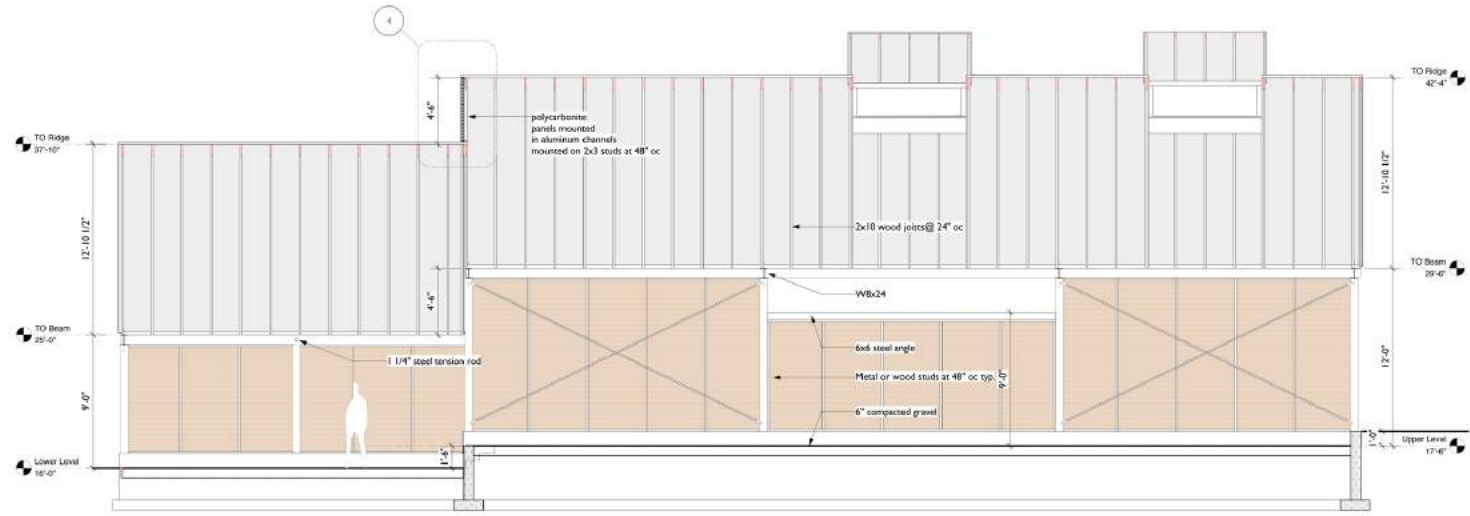 4
TO Ridge
42'-4"
4'-6"
polycarbonite
panels mounted
in aluminum channels
mounted on 2x3 studs at 48" oc
TO Ridge
37'-10"
12'-10 1/2"
12'-10 1/2"
2x10 wood joists@ 24" oc
TO Beam
29'-6"
4'-6"
W8x24
TO Beam
25'-0"
6x6 steel angle
1 1/4" steel tension rod
12'-0"
Metal or wood studs at 48" oc typ.
9'-0"
9'-0"
6" compacted gravel
1'-0"
Upper Level
17'-6"
1'-6"
Lower Level
16'-0"